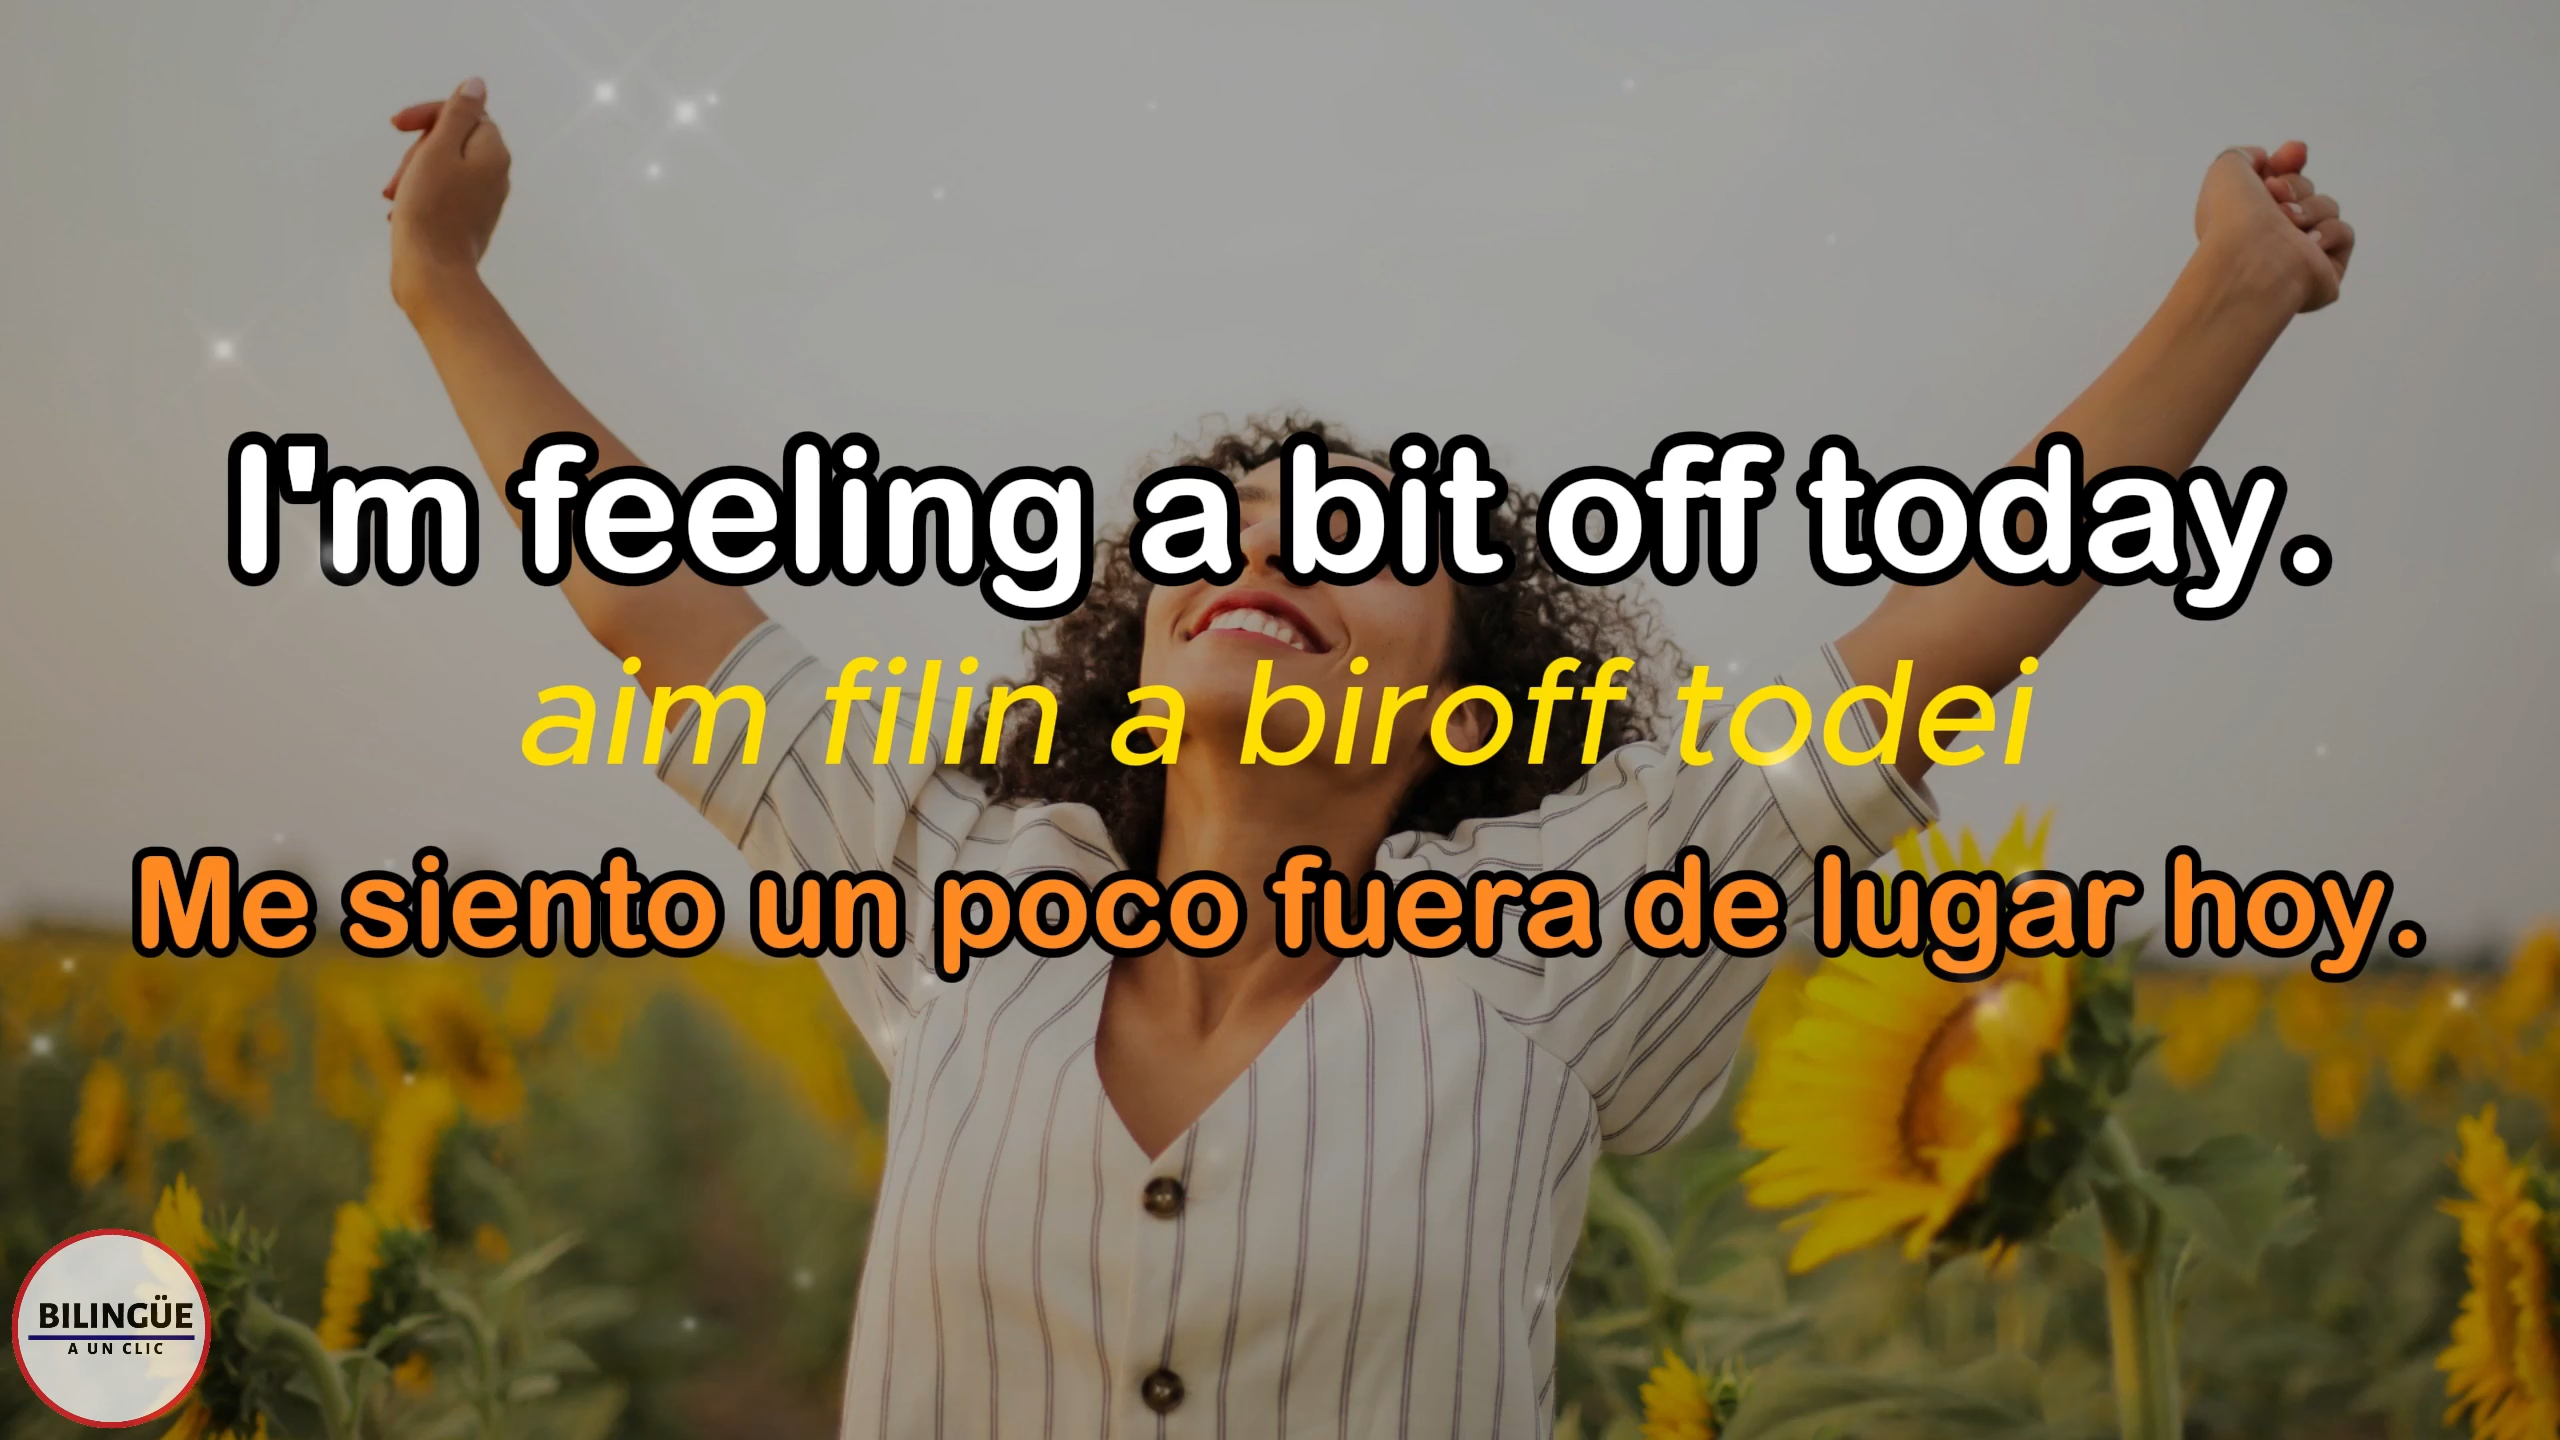 I'm feeling a bit off today.
aim filin a biroff todei
Me siento un poco fuera de lugar hoy.
BILINGÜE
A UN CLIC